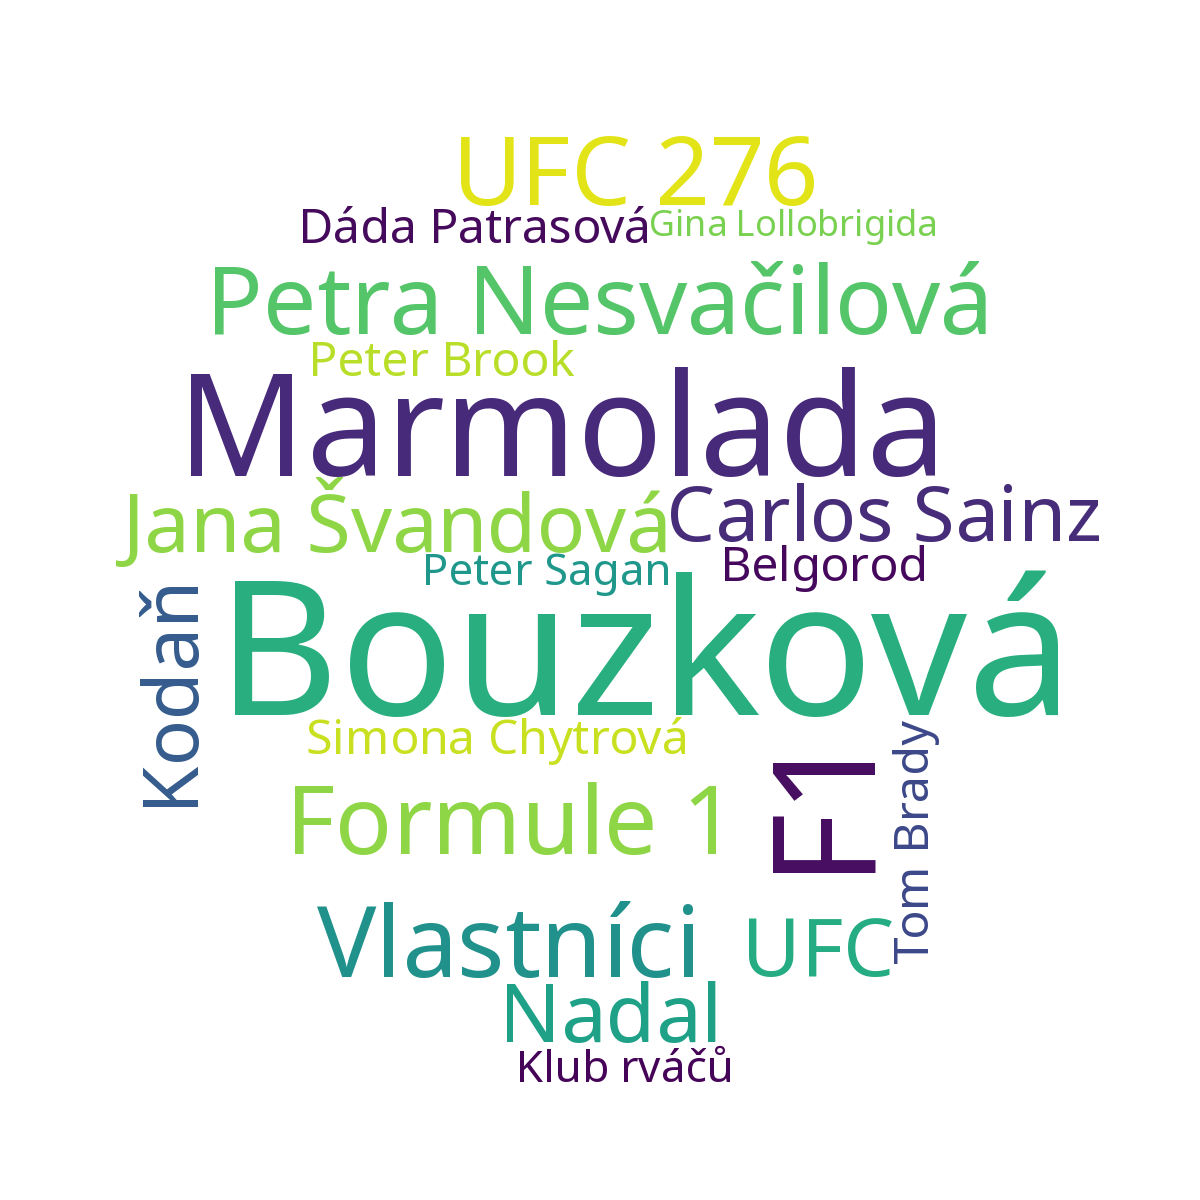 UFC 276
Dáda Patrasová
Gina Lollobrigida
Petra Nesvačilová
Peter Brook
Marmolada
Jana Švandová
Carlos Sainz
Peter Sagan
Belgorod
Kodaň
Bouzková
Simona Chytrová
Formule 1
F1
Tom Brady
Vlastníci
UFC
Nadal
Klub rváčů